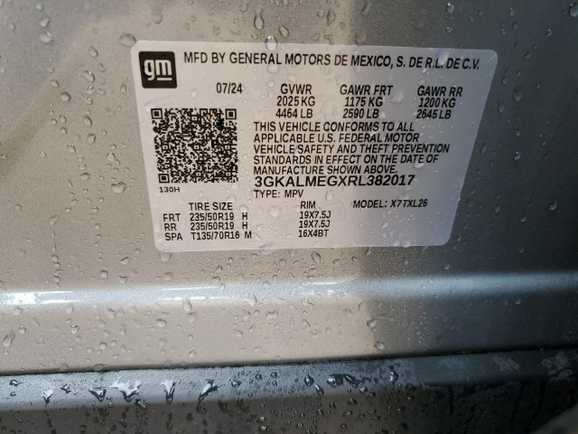 gm
MFD BY GENERAL MOTORS DE MEXICO, S. DE R.L. DE C.V.
07/24 GVWR GAWR FRT GAWR RR
2025 KG 1175 KG 1200 KG
4464 LB 2590 LB 2645 LB
THIS VEHICLE CONFORMS TO ALL
APPLICABLE U.S. FEDERAL MOTOR
VEHICLE SAFETY AND THEFT
PREVENTION STANDARDS IN EFFECT
ON THE DATE OF MANUFACTURE
SHOWN ABOVE.
3GKALMEGXRL382017
130H
TYPE: MPV MODEL: X7TXL26
TIRE SIZE RIM
FRT 235/50R19 H 19X7.5J
RR 235/50R19 H 19X7.5J
SPA T135/70R16 M 16X4BT